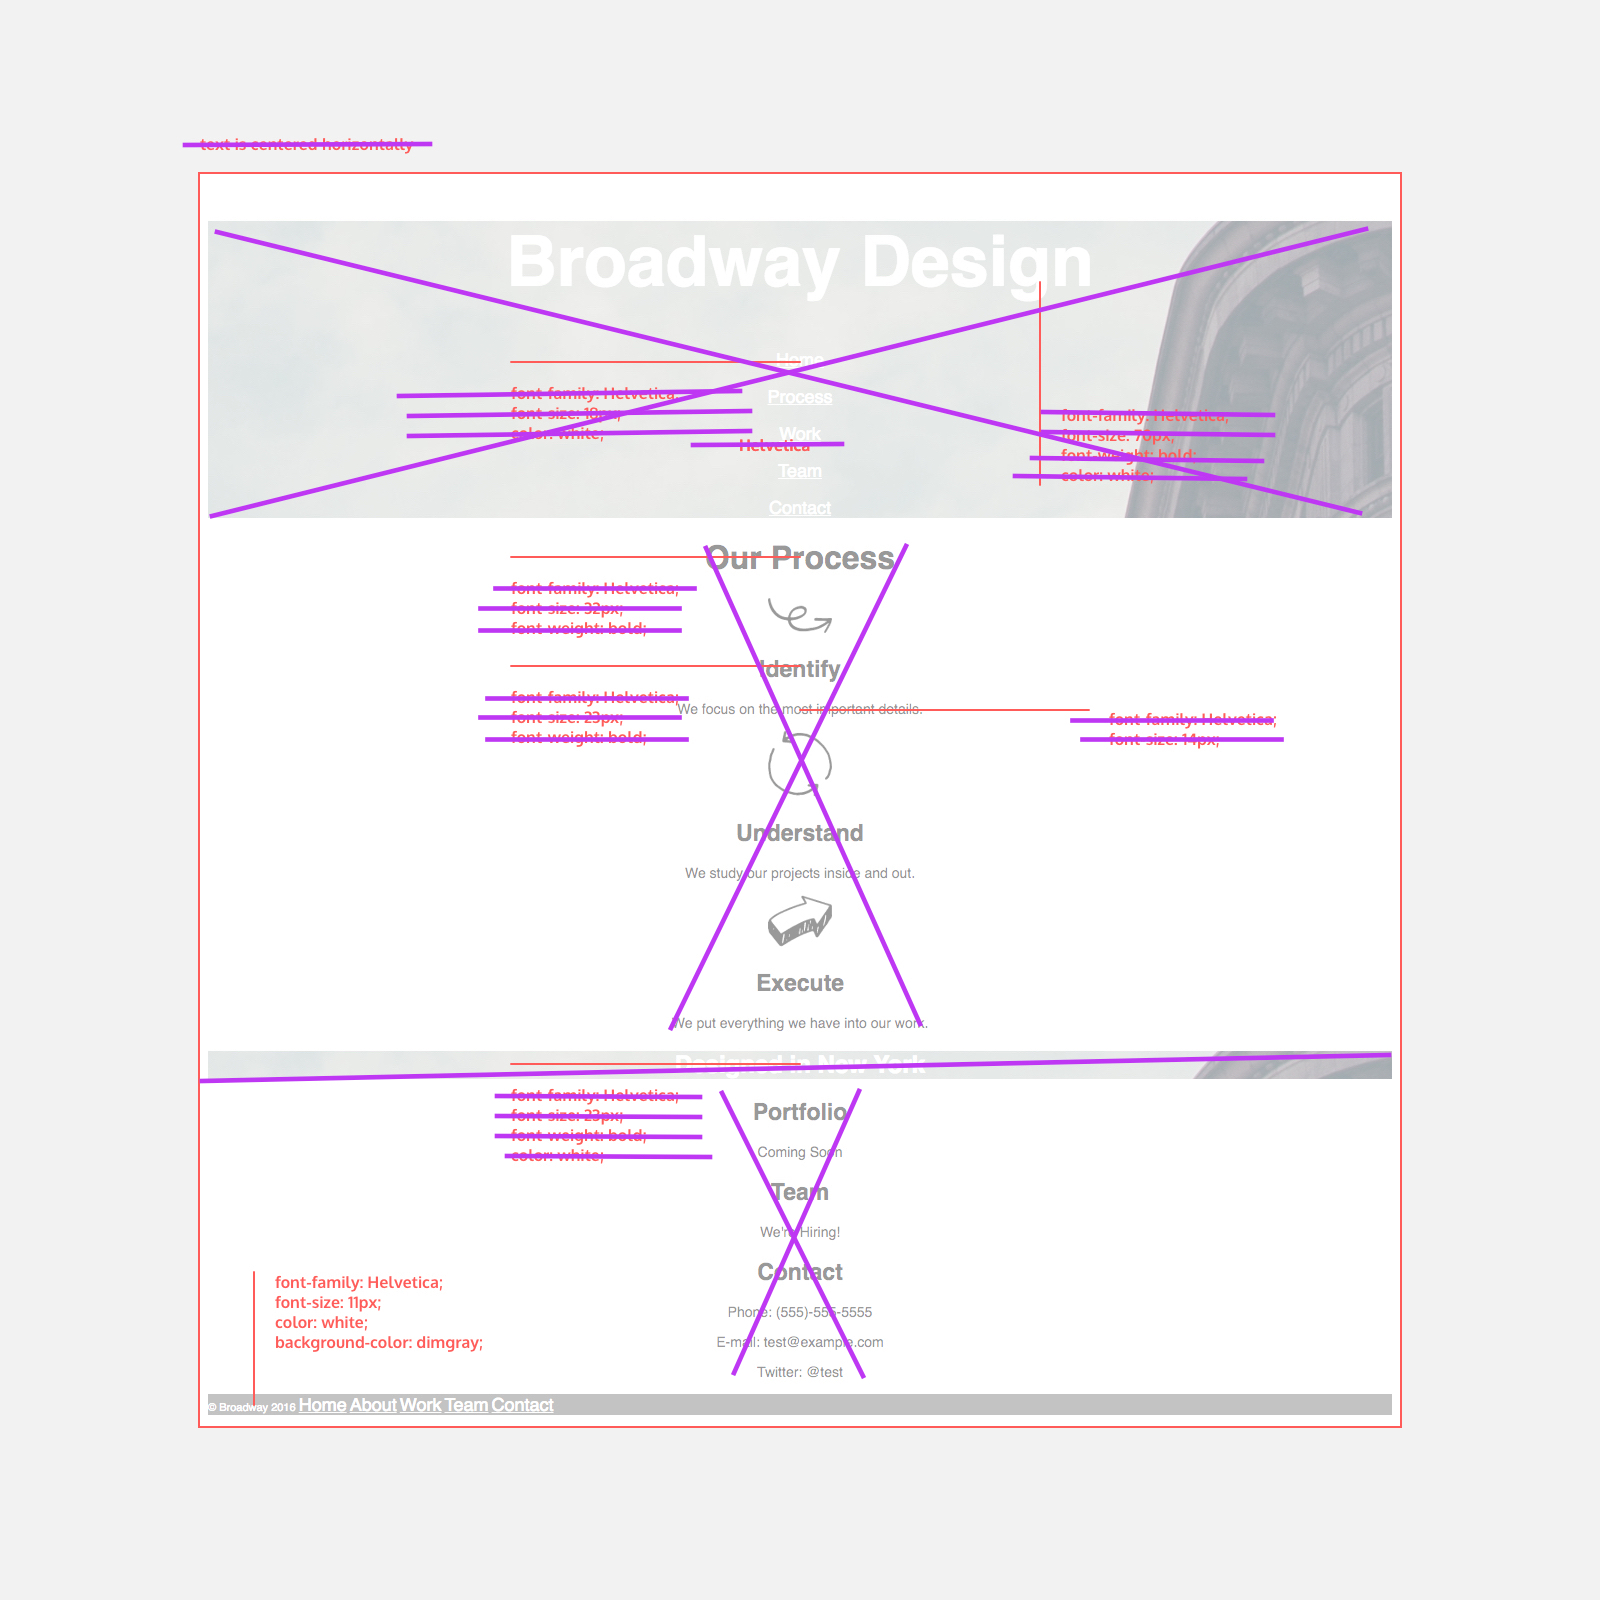 text is centered horizontally
Broadway Design
Home
font-family: Helvetica;
Process
font-size: 18px;
font-family: Helvetica;
color: white;
Work
font-size: 70px;
Helvetica
font-weight: bold;
Team
color: white;
Contact
Our Process
font-family: Helvetica;
font-size: 32px;
font-weight: bold;
Identify
font-family: Helvetica;
We focus on the most important details.
font-size: 23px;
font-family: Helvetica;
font-weight: bold;
font-size: 14px;
Understand
We study our projects inside and out.
Execute
We put everything we have into our work.
Designed in New York
font-family: Helvetica;
Portfolio
font-size: 23px;
font-weight: bold;
Coming Soon
color: white;
Team
We're Hiring!
Contact
font-family: Helvetica;
font-size: 11px;
Phone: (555)-555-5555
color: white;
background-color: dimgray;
E-mail: test@example.com
Twitter: @test
© Broadway 2016 Home About Work Team Contact